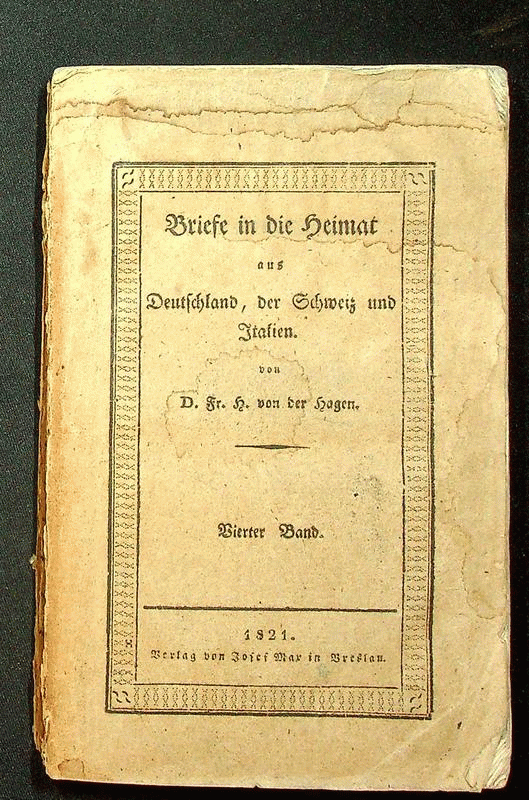 Briefe in die Heimat
aus
Deutschland, der Schweiz und
Italien.
von
D. Fr. H. von der Hagen.
Vierter Band.
1821.
Verlag von Josef Max in Breslau.